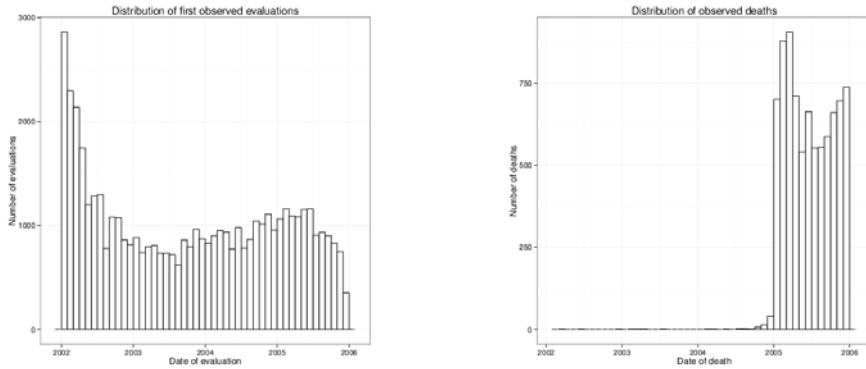 Distribution of first observed evaluations
3000
2000
1000
0
Number of evaluations
2002 2003 2004 2005 2006
Date of evaluation
Distribution of observed deaths
750
500
250
0
Number of deaths
2002 2003 2004 2005 2006
Date of death